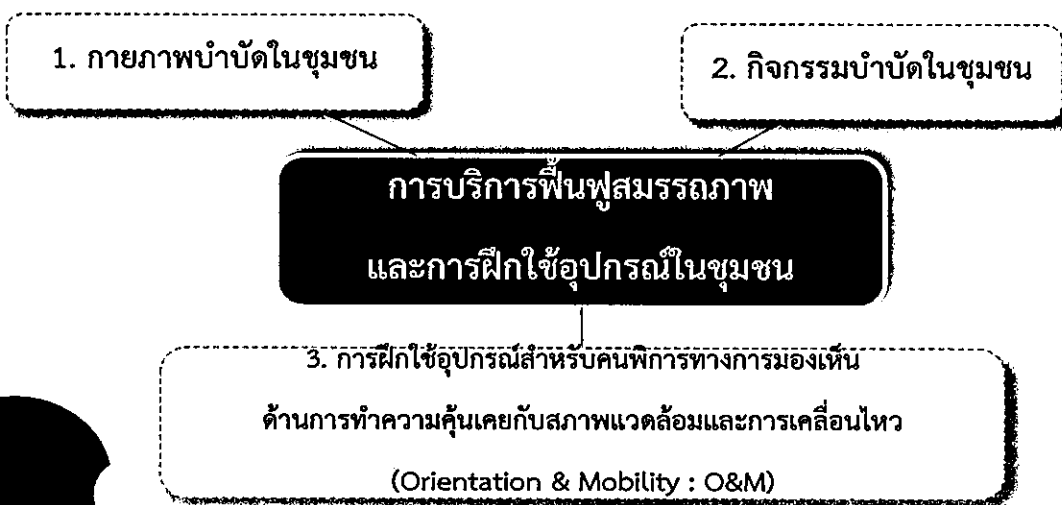 1. กายภาพบำบัดในชุมชน
2. กิจกรรมบำบัดในชุมชน
การบริการฟื้นฟูสมรรถภาพ
และการฝึกใช้อุปกรณ์ในชุมชน
3. การฝึกใช้อุปกรณ์สำหรับคนพิการทางการมองเห็น
ด้านการทำความคุ้นเคยกับสภาพแวดล้อมและการเคลื่อนไหว
(Orientation & Mobility : O&M)